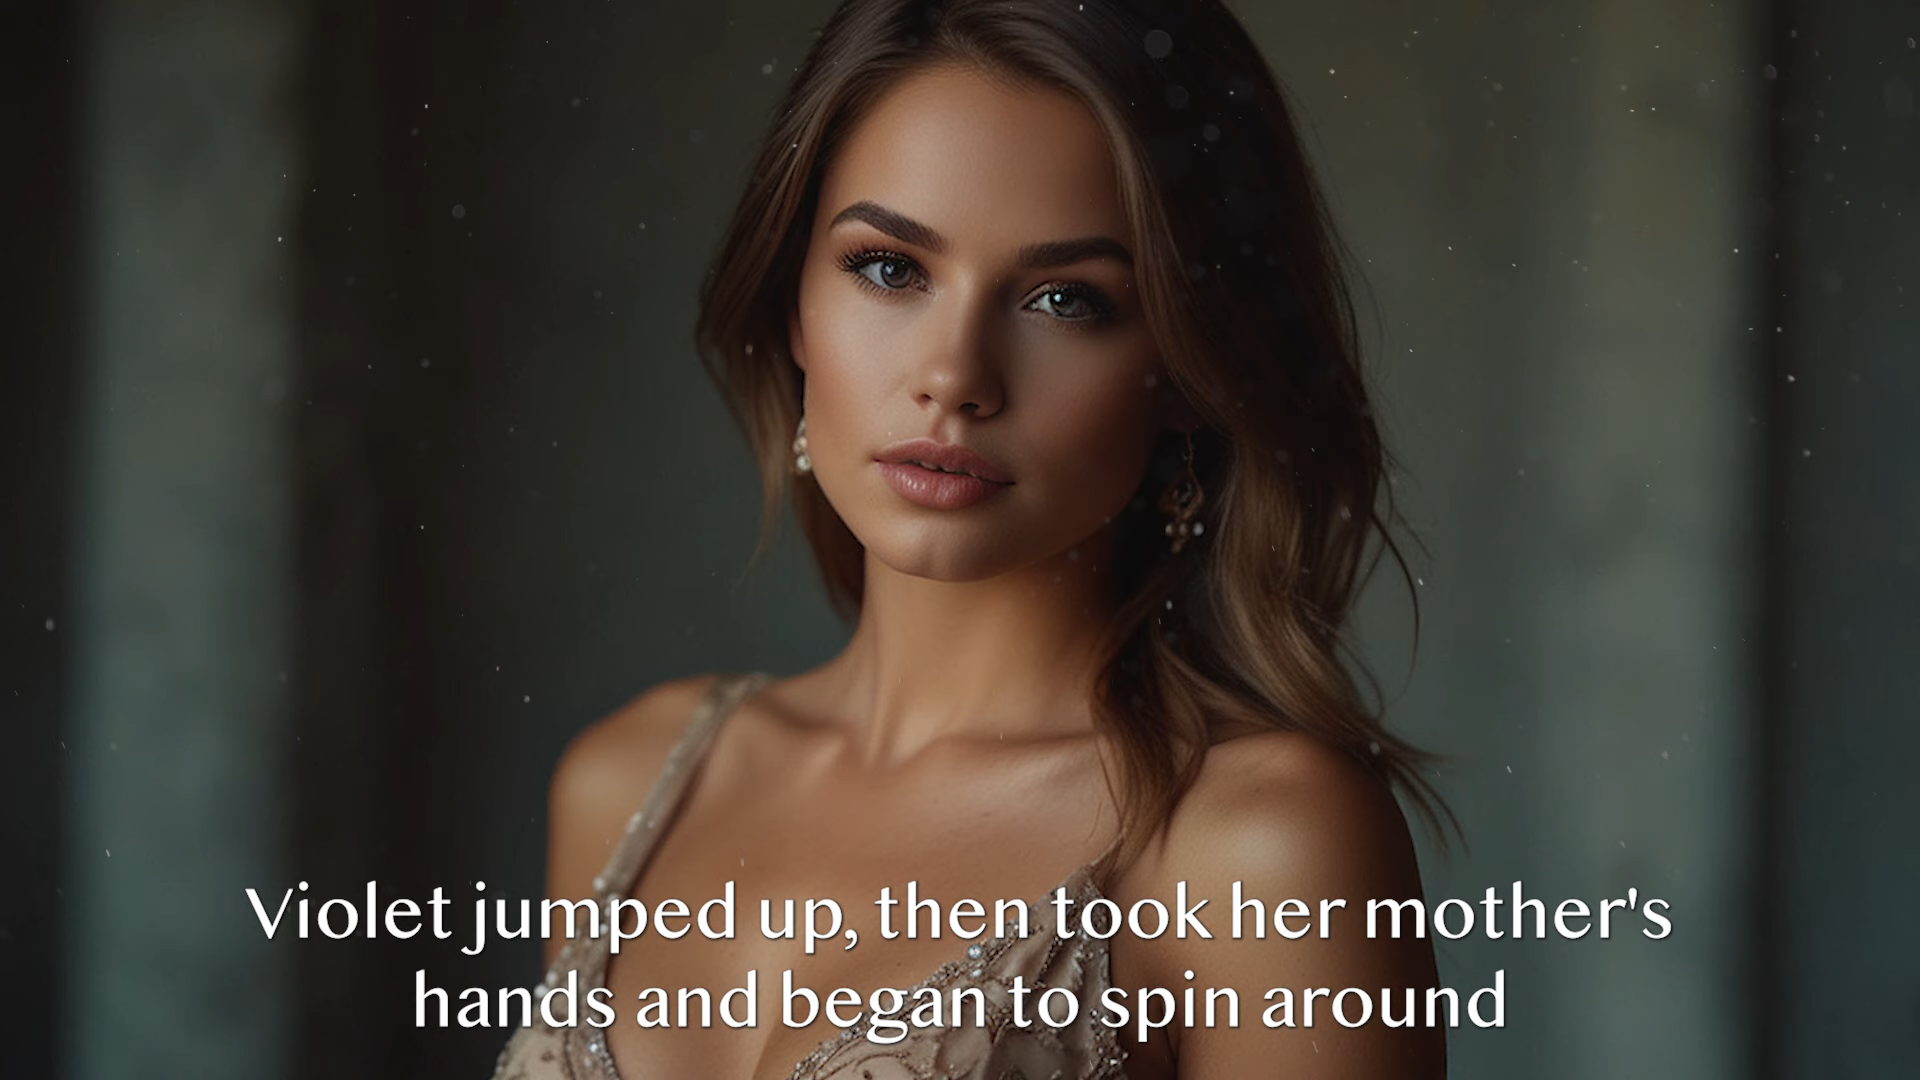 Violet jumped up, then took her mother's
hands and began to spin around